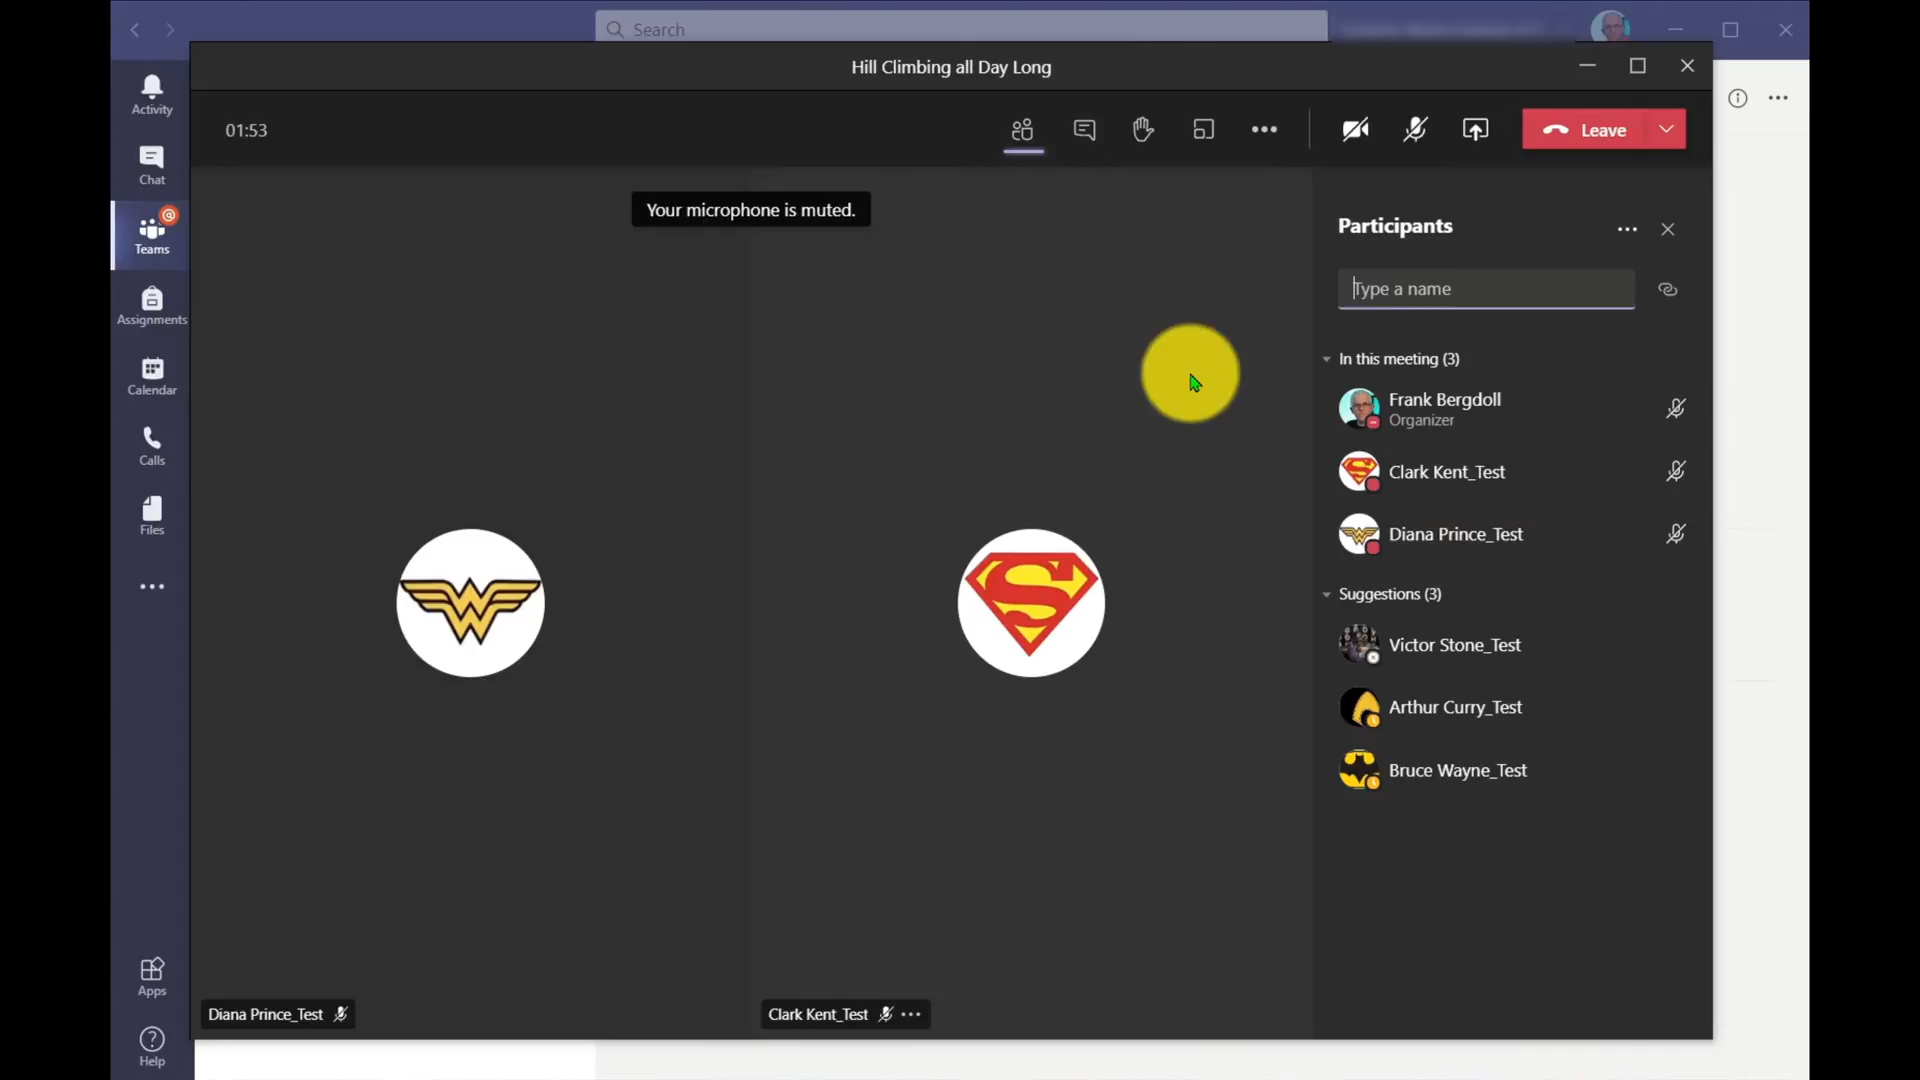 Search
Hill Climbing all Day Long
Activity
01:53
Leave
Chat
Your microphone is muted.
Participants
Teams
Type a name
Assignments
In this meeting (3)
Calendar
Frank Bergdoll
Organizer
Calls
Clark Kent_Test
Files
Diana Prince_Test
Suggestions (3)
Victor Stone_Test
Arthur Curry_Test
Bruce Wayne_Test
Apps
Diana Prince_Test
Clark Kent_Test
Help